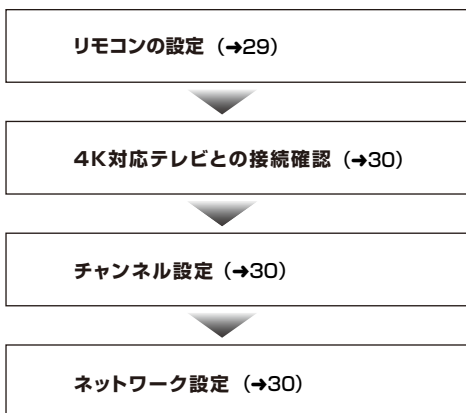 リモコンの設定（➔29）
4K対応テレビとの接続確認（➔30）
チャンネル設定（➔30）
ネットワーク設定（➔30）